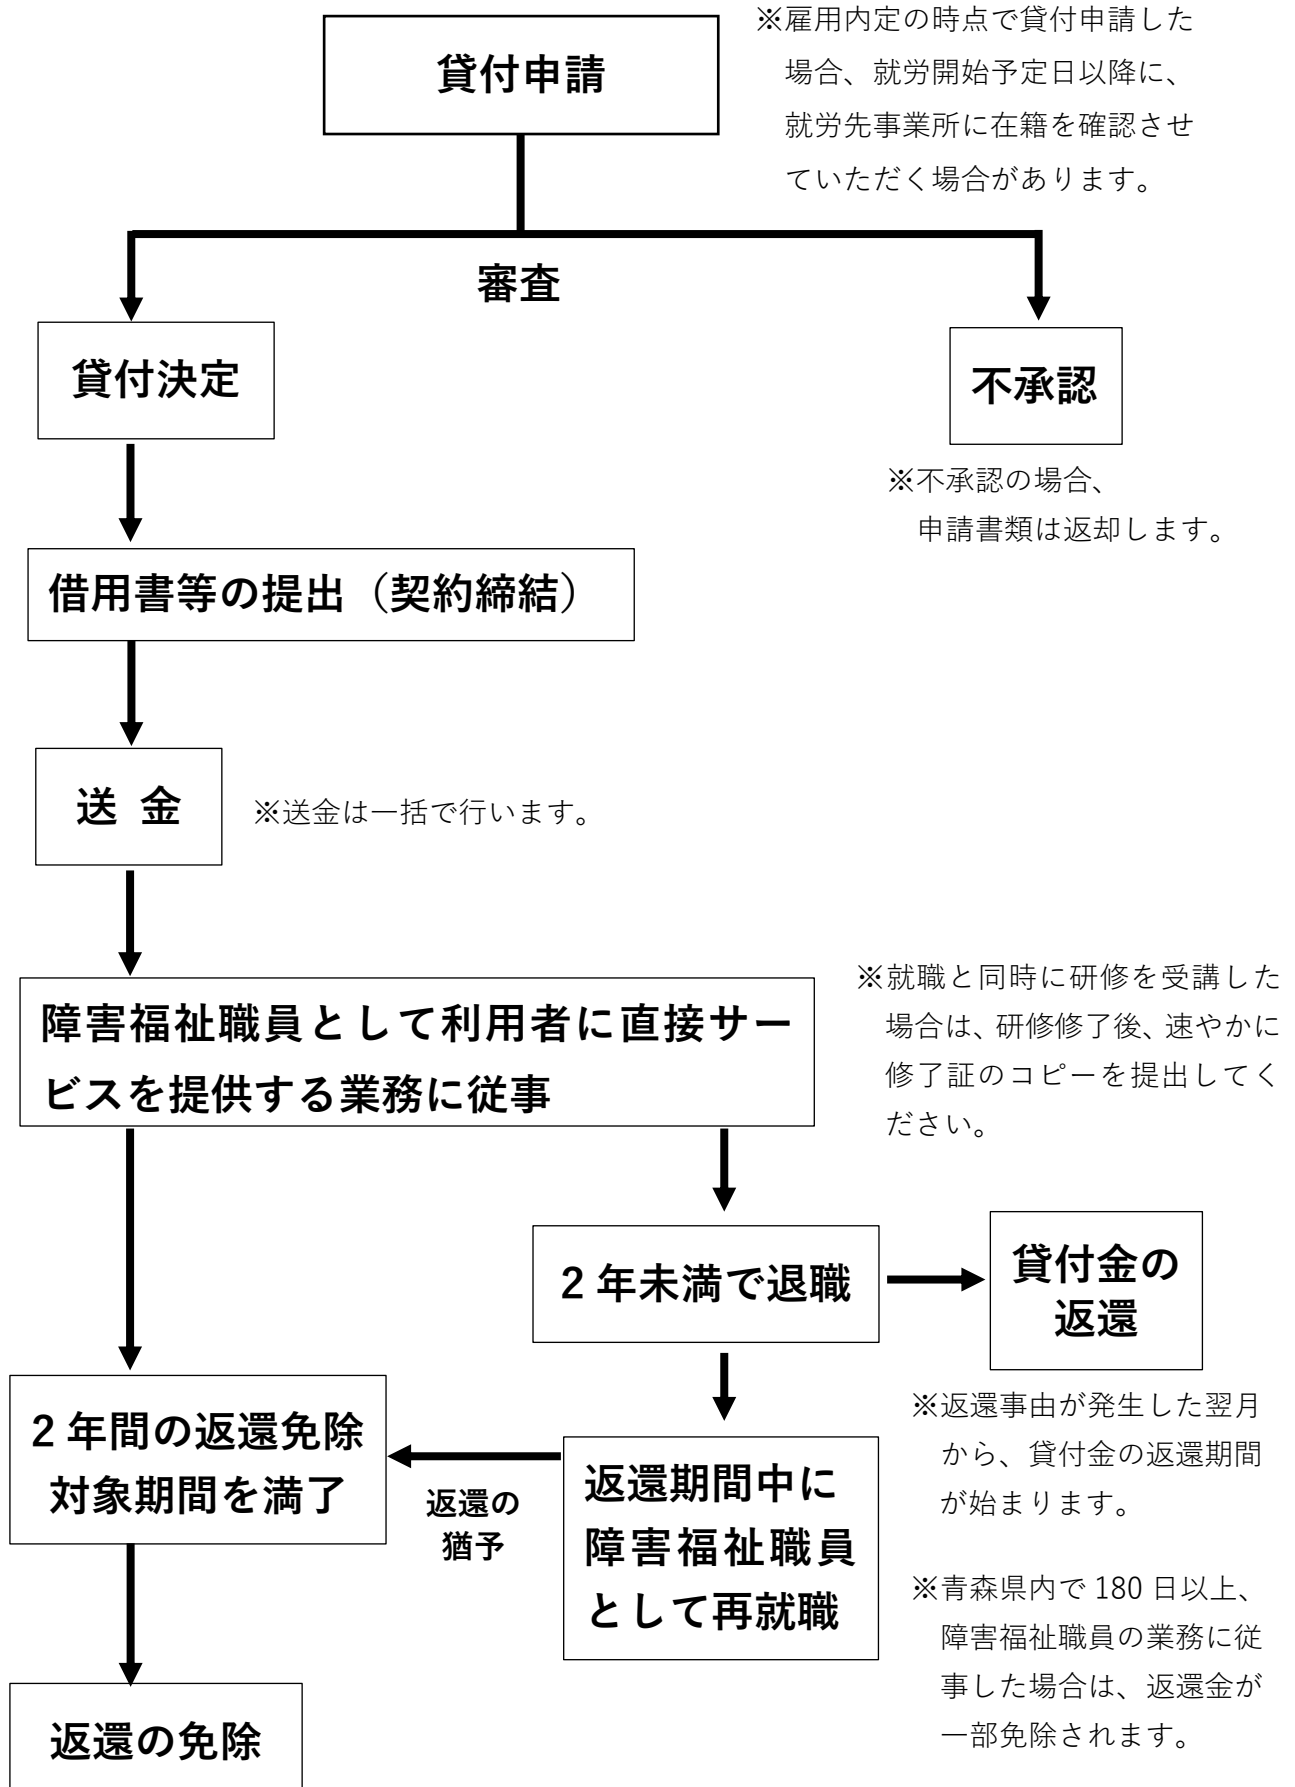 貸付申請
※雇用内定の時点で貸付申請した
場合、就労開始予定日以降に、
就労先事業所に在籍を確認させ
ていただく場合があります。
審査
貸付決定
不承認
※不承認の場合、
申請書類は返却します。
借用書等の提出（契約締結）
送 金
※送金は一括で行います。
障害福祉職員として利用者に直接サー
ビスを提供する業務に従事
※就職と同時に研修を受講した
場合は、研修修了後、速やかに
修了証のコピーを提出してく
ださい。
2 年未満で退職
貸付金の
返還
※返還事由が発生した翌月
から、貸付金の返還期間
が始まります。
2 年間の返還免除
対象期間を満了
返還の
猶予
返還期間中に
障害福祉職員
として再就職
※青森県内で 180 日以上、
障害福祉職員の業務に従
事した場合は、返還金が
一部免除されます。
返還の免除